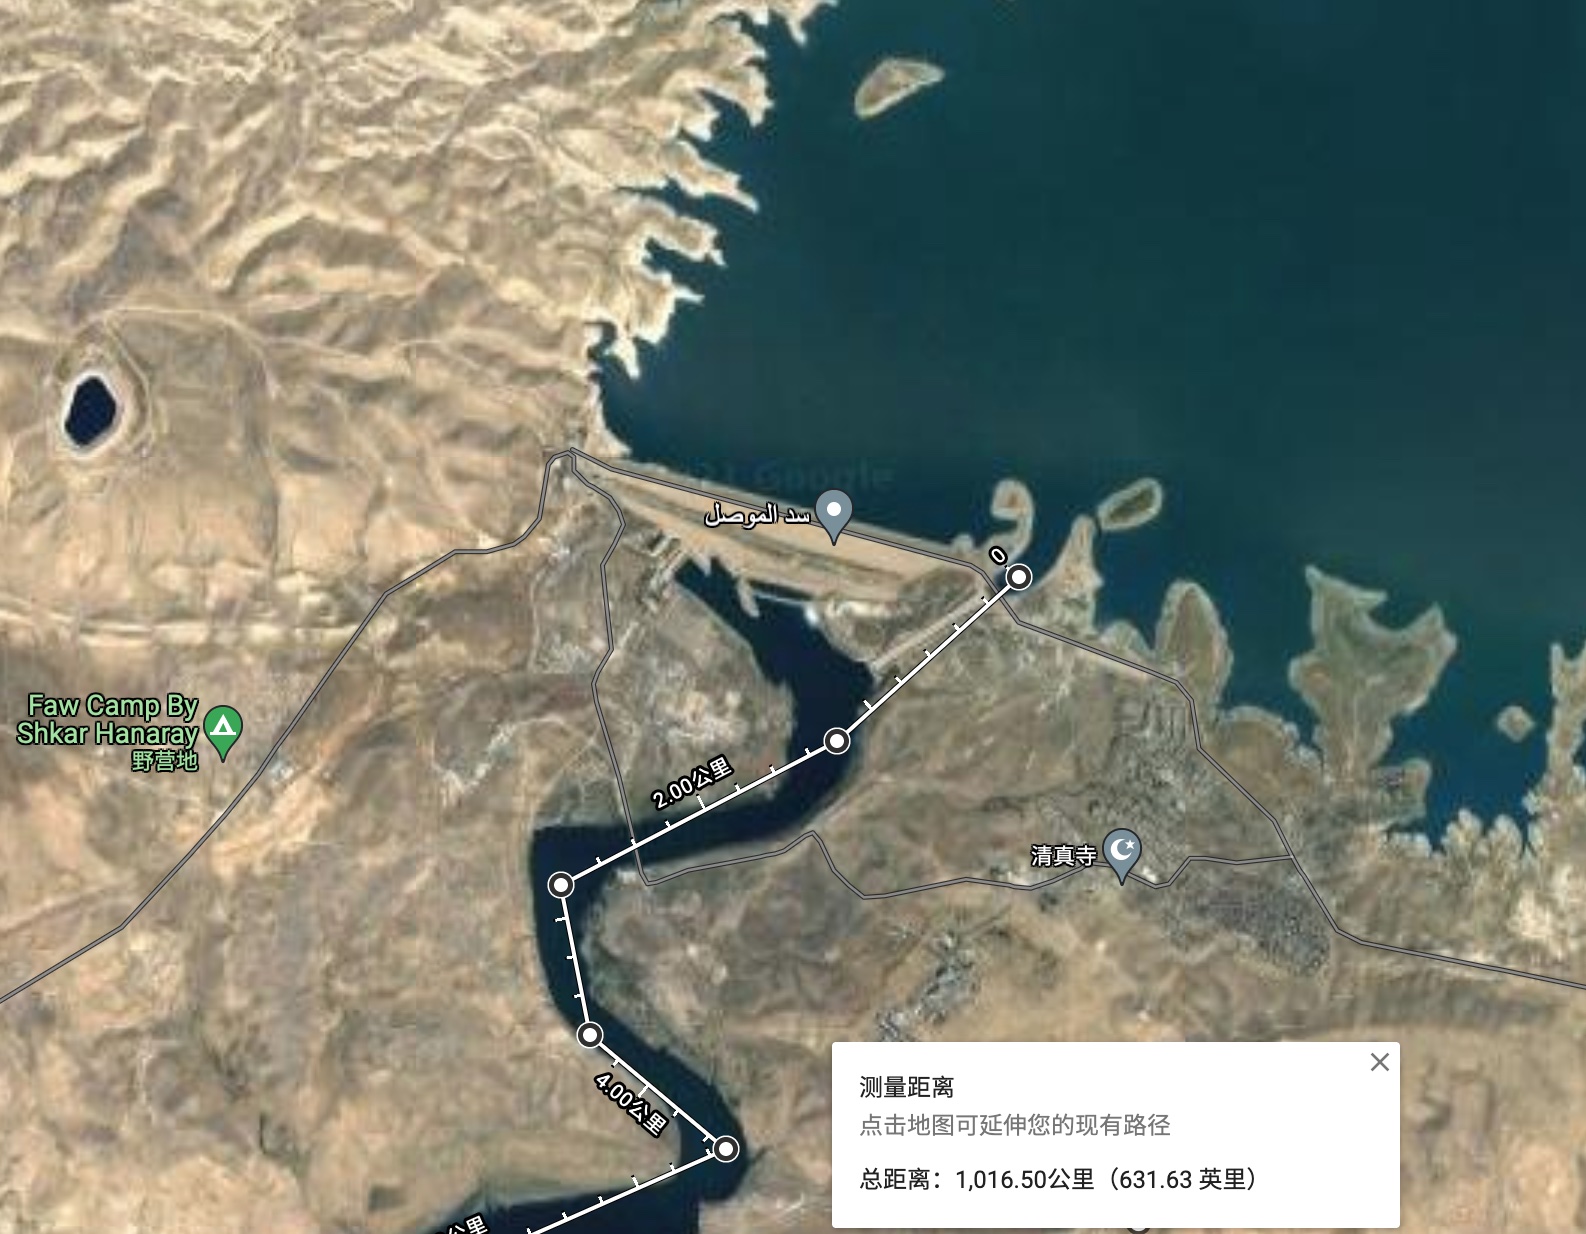 Google
سد الموصل
0
Faw Camp By
Shkar Hanaray
野营地
2.00公里
清真寺
4.00公里
测量距离
点击地图可延伸您的现有路径
总距离：1,016.50公里（631.63 英里）
公里